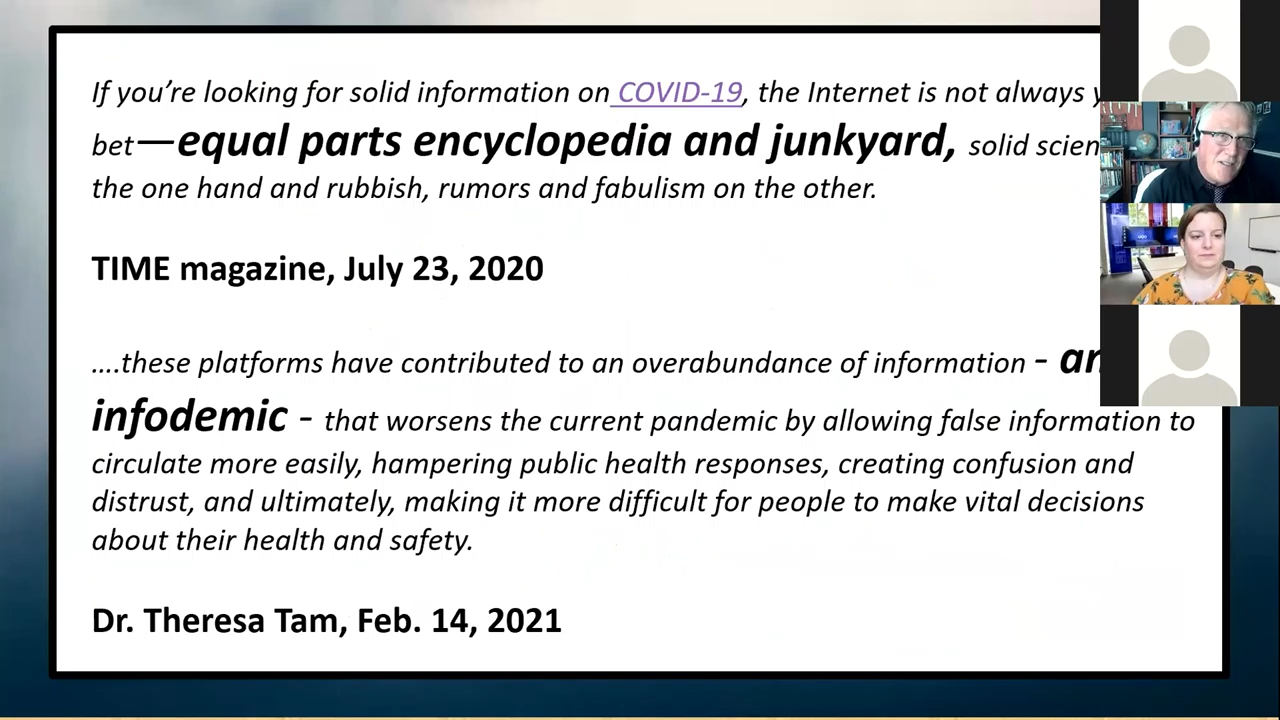 If you’re looking for solid information on COVID-19, the Internet is not always
bet—equal parts encyclopedia and junkyard, solid
the one hand and rubbish, rumors and fabulism on the other.
TIME magazine, July 23, 2020
....these platforms have contributed to an overabundance of information - an
infodemic - that worsens the current pandemic by allowing false information to
circulate more easily, hampering public health responses, creating confusion and
distrust, and ultimately, making it more difficult for people to make vital decisions
about their health and safety.
Dr. Theresa Tam, Feb. 14, 2021